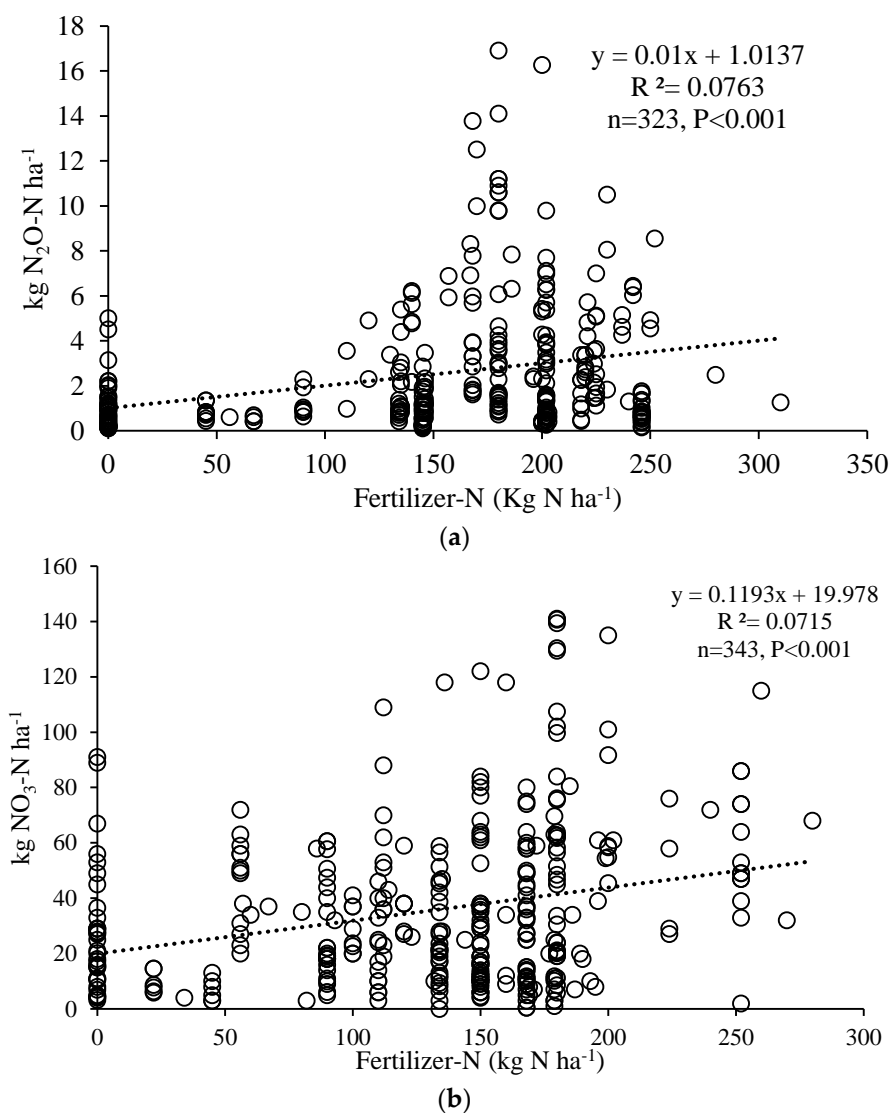 18
16
14
12
10
8
6
4
2
0
kg N₂O-N ha⁻¹
y = 0.01x + 1.0137
R ²= 0.0763
n=323, P<0.001
0 50 100 150 200 250 300 350
Fertilizer-N (Kg N ha⁻¹)
(a)
160
140
120
100
80
60
40
20
0
kg NO₃-N ha⁻¹
y = 0.1193x + 19.978
R ²= 0.0715
n=343, P<0.001
0 50 100 150 200 250 300
Fertilizer-N (kg N ha⁻¹)
(b)